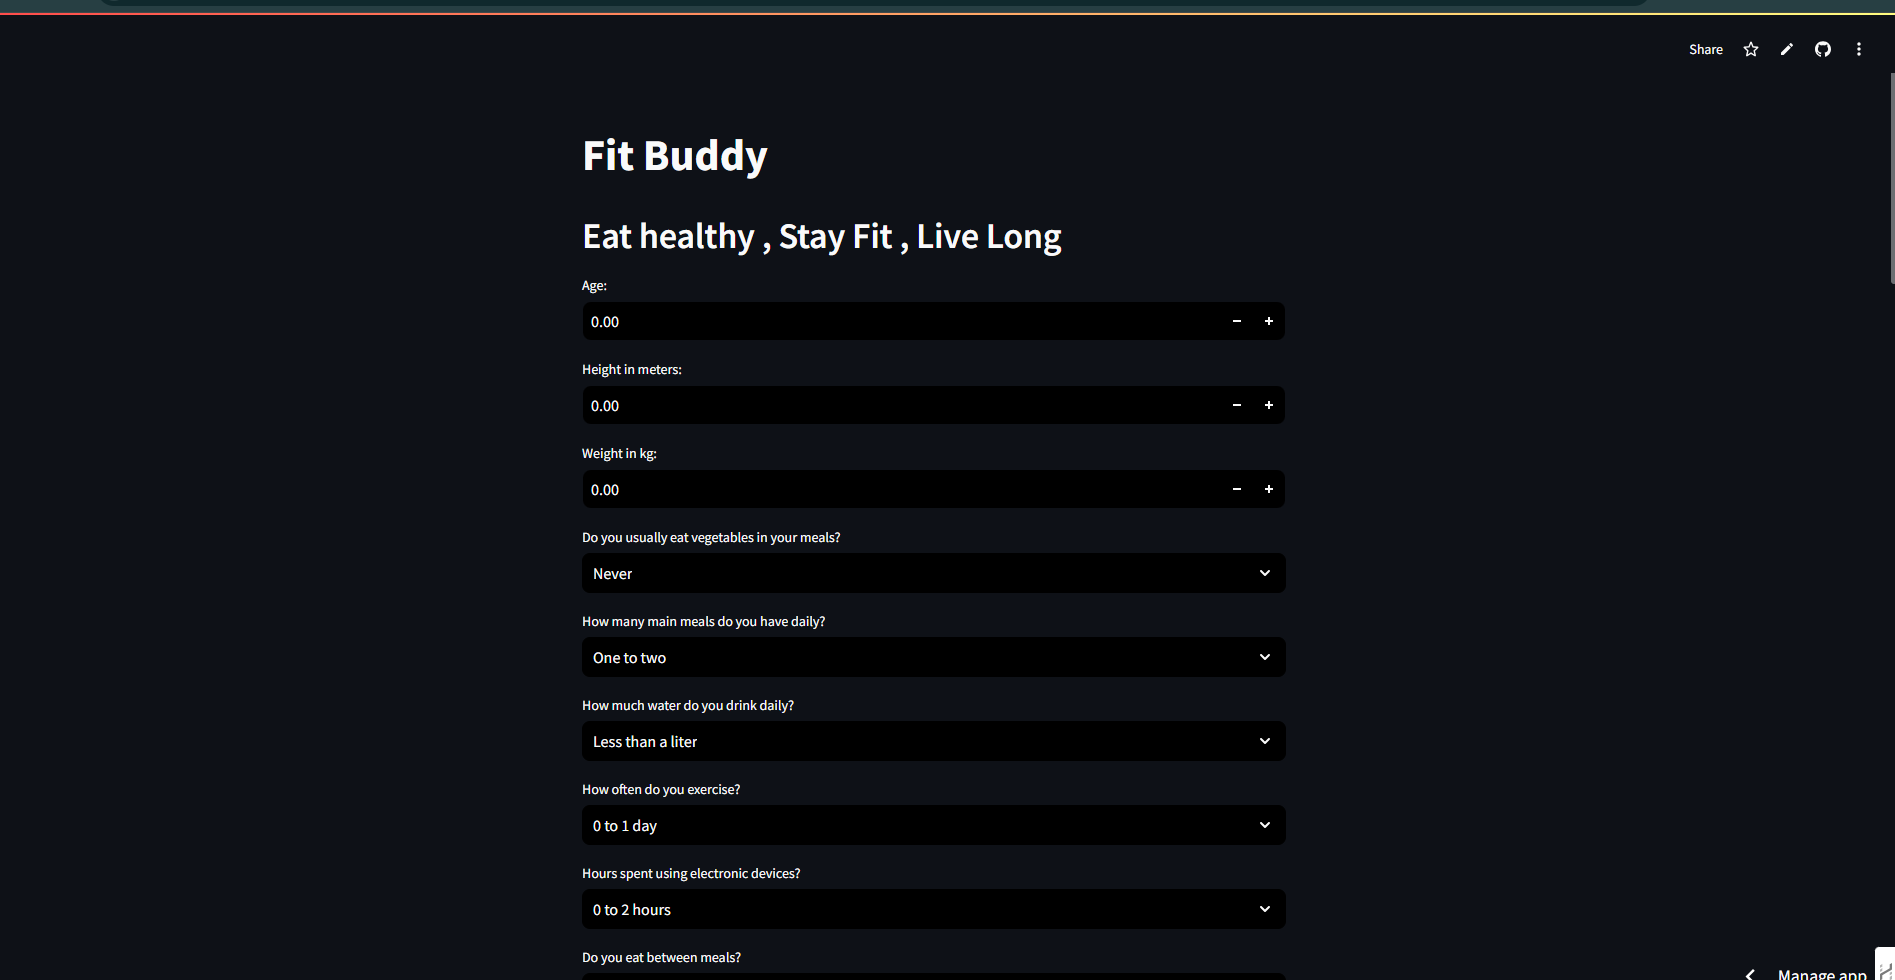 Share
Fit Buddy
Eat healthy , Stay Fit , Live Long
Age:
0.00
Height in meters:
0.00
Weight in kg:
0.00
Do you usually eat vegetables in your meals?
Never
How many main meals do you have daily?
One to two
How much water do you drink daily?
Less than a liter
How often do you exercise?
0 to 1 day
Hours spent using electronic devices?
0 to 2 hours
Do you eat between meals?
Manage app